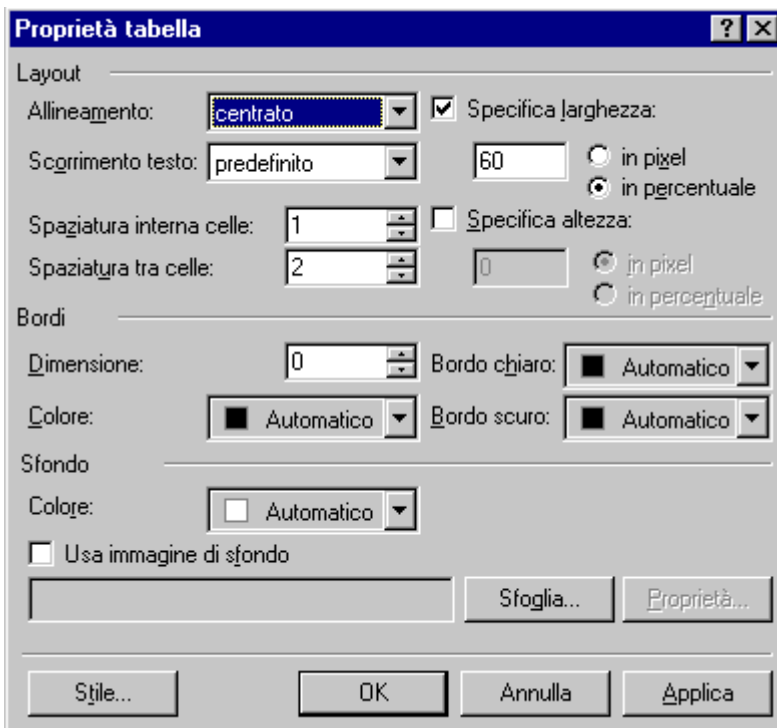 Proprietà tabella
Layout
Allineamento: centrato Specifica larghezza:
Scorrimento testo: predefinito 60 in pixel
in percentuale
Spaziatura interna celle: 1 Specifica altezza:
Spaziatura tra celle: 2 0 in pixel
in percentuale
Bordi
Dimensione: 0 Bordo chiaro: Automatico
Colore: Automatico Bordo scuro: Automatico
Sfondo
Colore: Automatico
Usa immagine di sfondo
Sfoglia... Proprietà...
Stile... OK Annulla Applica